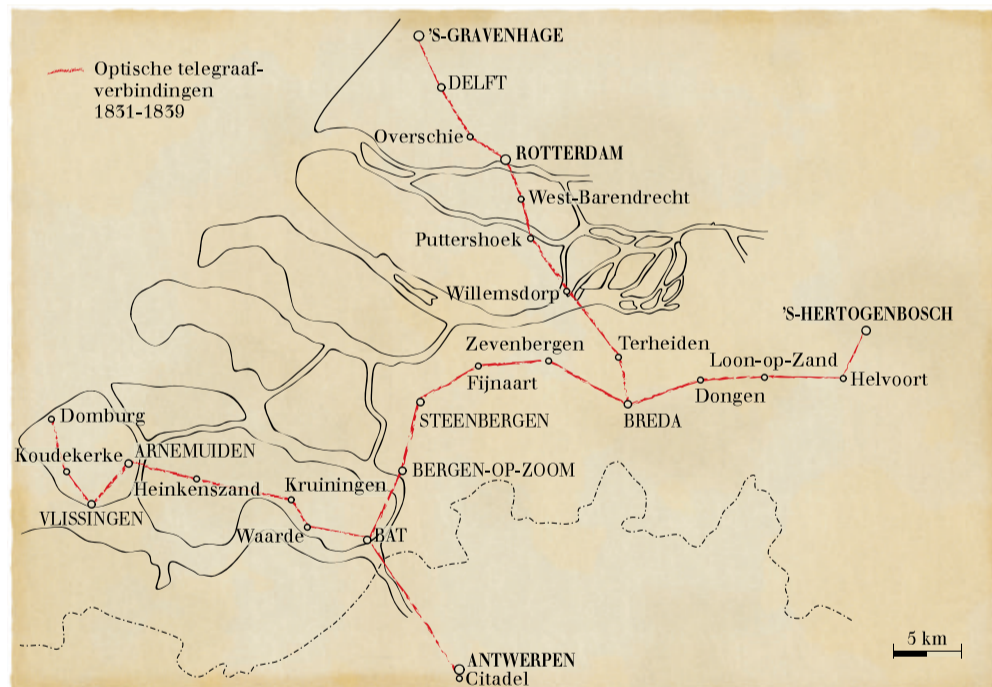 'S-GRAVENHAGE
Optische telegraaf-
verbindingen
1831-1839
DELFT
Overschie
ROTTERDAM
West-Barendrecht
Puttershoek
Willemsdorp
'S-HERTOGENBOSCH
Zevenbergen
Terheiden
Loon-op-Zand
Fijnaart
Helvoort
Dongen
STEENBERGEN
BREDA
Domburg
ARNEMUIDEN
Koudekerke
BERGEN-OP-ZOOM
Heinkenszand
Kruiningen
VLISSINGEN
Waarde
BAT
5 km
ANTWERPEN
Citadel